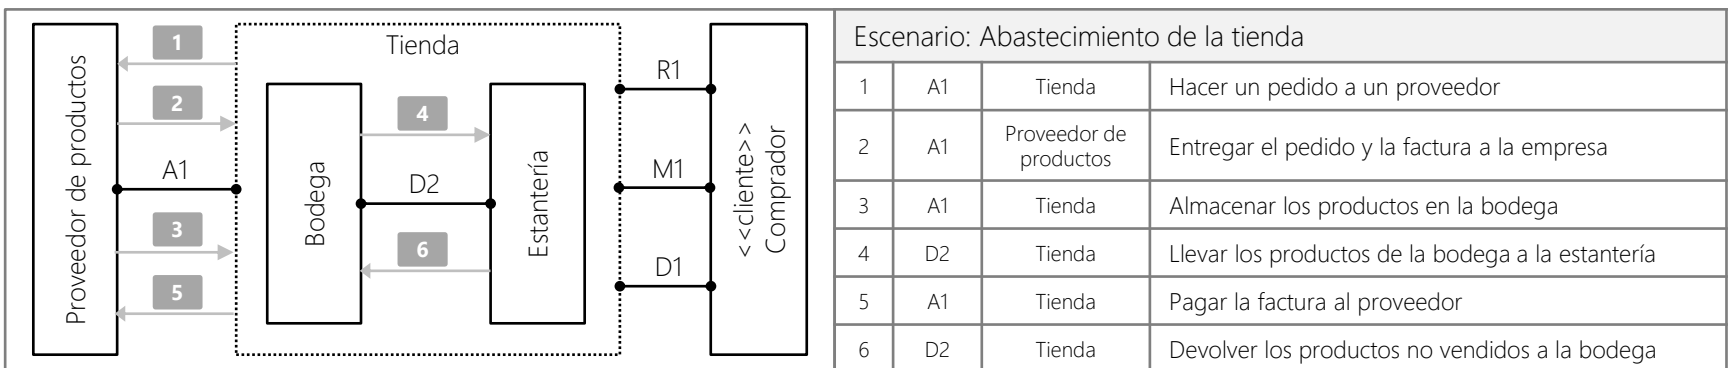 Proveedor de productos
1
2
A1
3
5
Tienda
Bodega
4
D2
6
Estantería
R1
M1
D1
<<cliente>>
Comprador
Escenario: Abastecimiento de la tienda
1 A1 Tienda Hacer un pedido a un proveedor
2 A1 Proveedor de productos Entregar el pedido y la factura a la empresa
3 A1 Tienda Almacenar los productos en la bodega
4 D2 Tienda Llevar los productos de la bodega a la estantería
5 A1 Tienda Pagar la factura al proveedor
6 D2 Tienda Devolver los productos no vendidos a la bodega